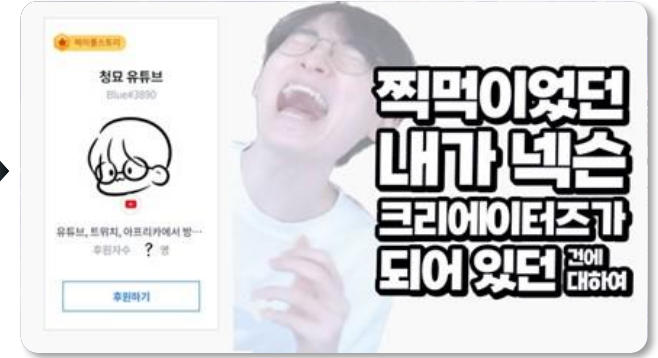 메이플스토리
청묘 유튜브
Blue#3890
유튜브, 트위치, 아프리카에서 방…
후원자수 ? 명
후원하기
찍먹이었던
내가 넥슨
크리에이터즈가
되어 있던 건에
대하여